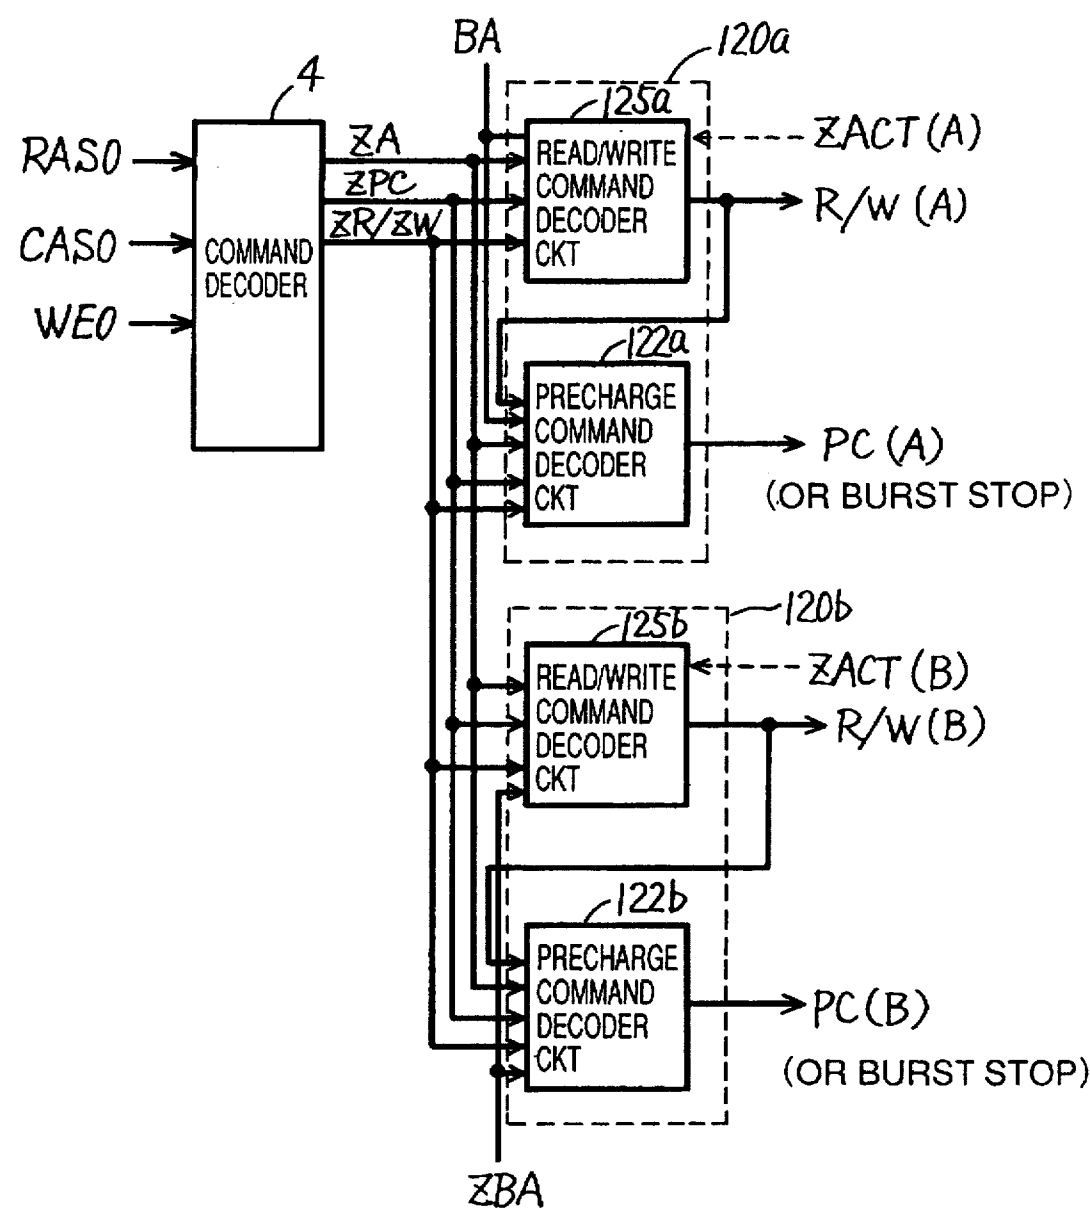 BA
120a
4
125a
RAS0
ZA
READ/WRITE
COMMAND
DECODER
CKT
ZACT (A)
ZPC
R/W (A)
ZR/ZW
CAS0
COMMAND
DECODER
WE0
122a
PRECHARGE
COMMAND
DECODER
CKT
PC (A)
(OR BURST STOP)
120b
125b
READ/WRITE
COMMAND
DECODER
CKT
ZACT (B)
R/W (B)
122b
PRECHARGE
COMMAND
DECODER
CKT
PC (B)
(OR BURST STOP)
ZBA